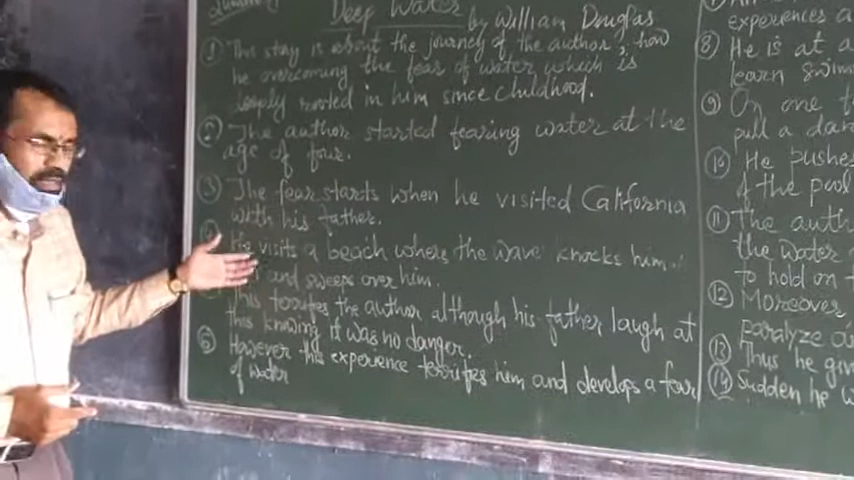 DEEP WATER
by William Douglas
① This stay is about the journey of the author's, how
he overcoming the fear of water which is
deeply rooted in him since childhood.
② The author started fearing water at the
age of four.
③ The fear starts when he visited California
with his father.
He visits a beach where the wave knocks him
and sweeps over him.
This terrifies the author although his father laugh at
this knowing it was no danger.
⑥ However this experience terrifies him and develops a fear
of water
experiences
⑧ He is at a
learn swim
⑨ On one
pull a dar
⑩ He pushes
of the pool
⑪ The auth
the water
to hold on
⑫ Moreover
paralyze
⑬ Thus he
⑭ Suddenly he